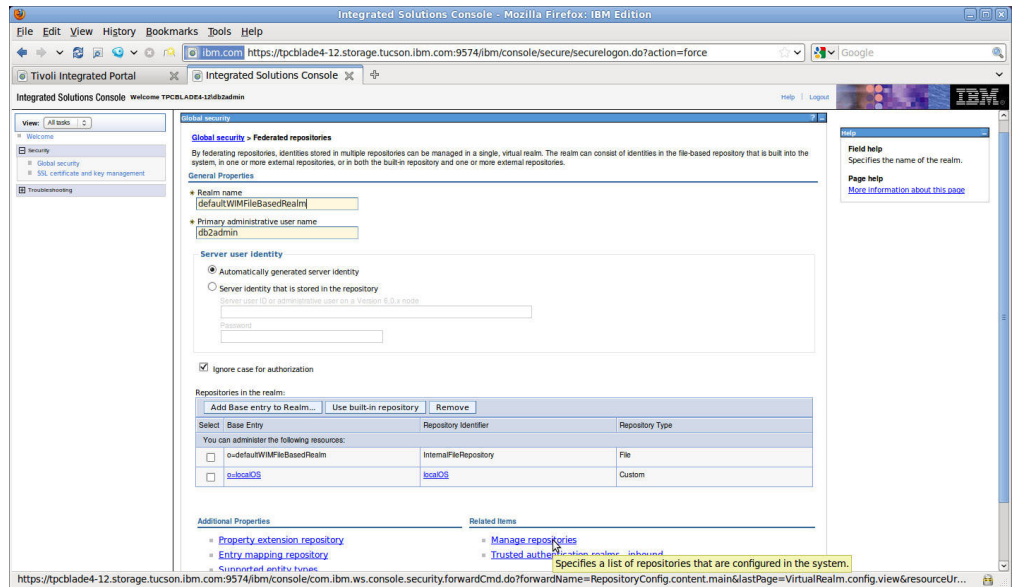 Integrated Solutions Console - Mozilla Firefox: IBM Edition
File Edit View History Bookmarks Tools Help
ibm.com https://tpcblade4-12.storage.tucson.ibm.com:9574/ibm/console/secure/securelogon.do?action=force
Google
Tivoli Integrated Portal
Integrated Solutions Console
Integrated Solutions Console Welcome TPCBLADE4-12\db2admin
Help | Logout
IBM.
View: All tasks
Welcome
Security
Global security
SSL certificate and key management
Troubleshooting
Global security
? -
Global security > Federated repositories
By federating repositories, identities stored in multiple repositories can be managed in a single, virtual realm. The realm can consist of identities in the file-based repository that is built into the
system, in one or more external repositories, or in both the built-in repository and one or more external repositories.
General Properties
* Realm name
defaultWIMFileBasedRealm
* Primary administrative user name
db2admin
Server user identity
Automatically generated server identity
Server identity that is stored in the repository
Server user ID or administrative user on a Version 6.0.x node
Password
Ignore case for authorization
Repositories in the realm:
Add Base entry to Realm... Use built-in repository Remove
Select Base Entry Repository Identifier Repository Type
You can administer the following resources:
o=defaultWIMFileBasedRealm InternalFileRepository File
o=localOS localOS Custom
Additional Properties
Property extension repository
Entry mapping repository
Supported entity types
Related Items
Manage repositories
Trusted authentication realms - inbound
Specifies a list of repositories that are configured in the system.
Help
Field help
Specifies the name of the realm.
Page help
More information about this page
https://tpcblade4-12.storage.tucson.ibm.com:9574/ibm/console/com.ibm.ws.console.security.forwardCmd.do?forwardName=RepositoryConfig.content.main&lastPage=VirtualRealm.config.view&resourceUr...